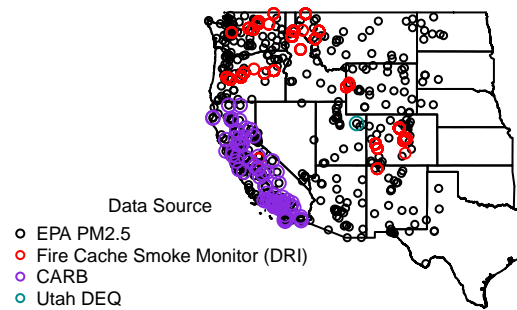 Data Source
EPA PM2.5
Fire Cache Smoke Monitor (DRI)
CARB
Utah DEQ